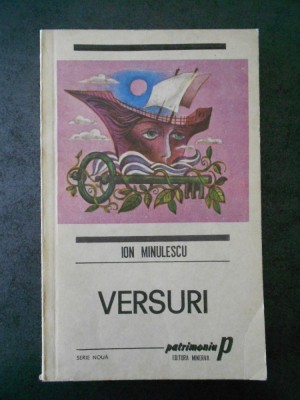 ION MINULESCU
VERSURI
patrimoniu P
SERIE NOUĂ
EDITURA MINERVA